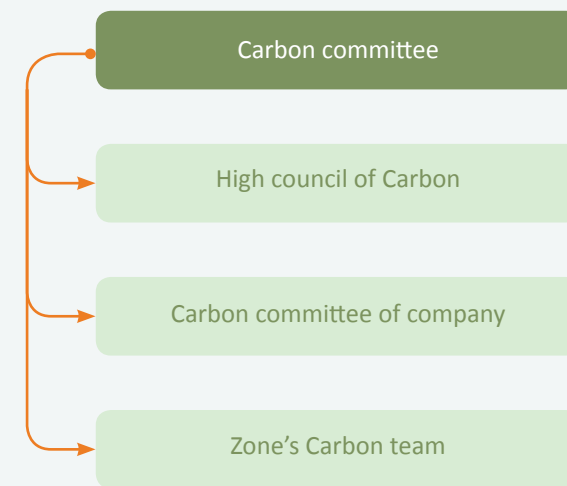 Carbon committee
High council of Carbon
Carbon committee of company
Zone’s Carbon team